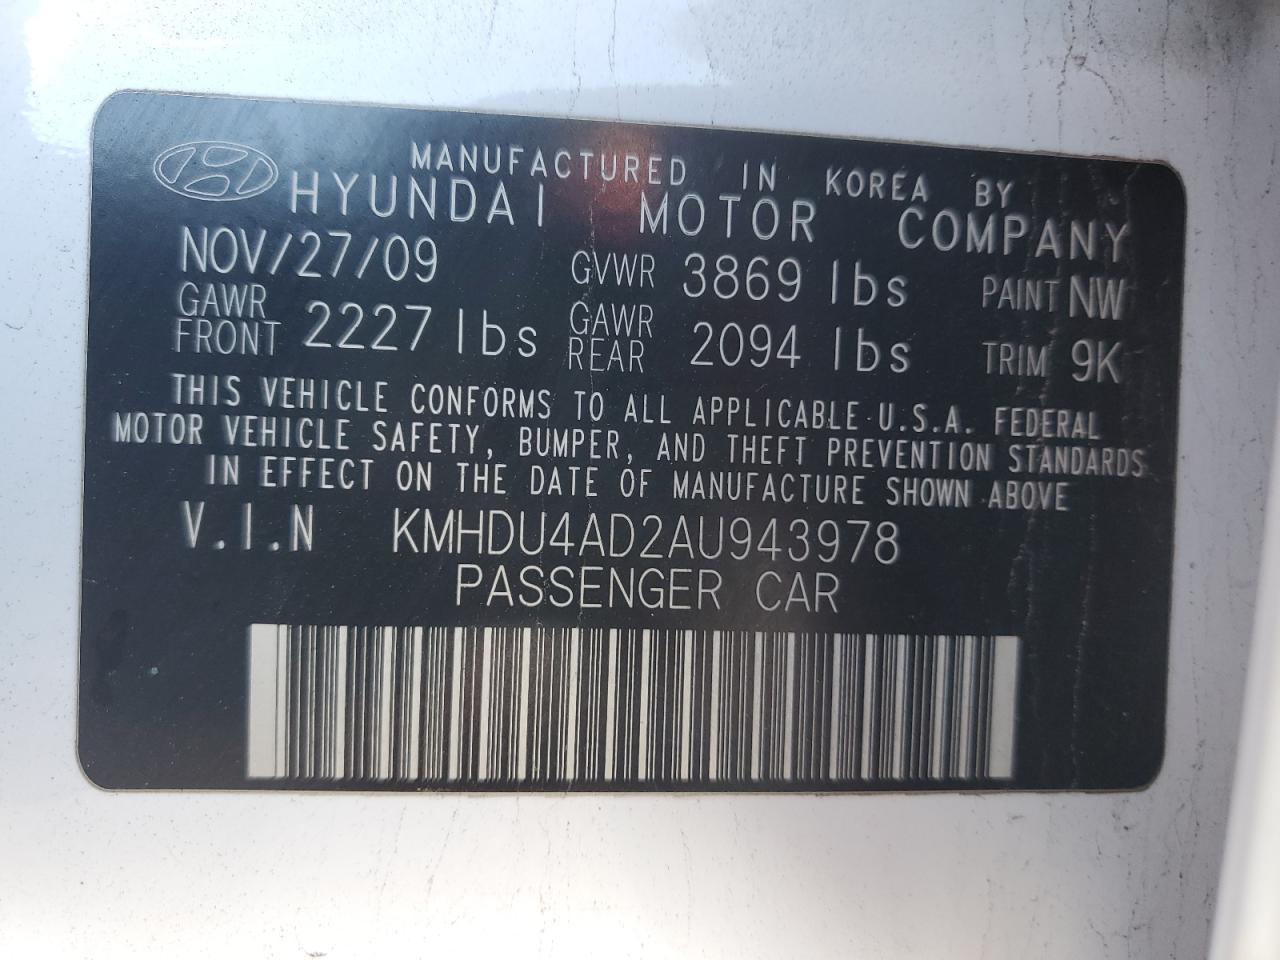 MANUFACTURED IN KOREA BY
HYUNDAI MOTOR COMPANY
NOV/27/09 GVWR 3869 lbs PAINT NW
GAWR FRONT 2227 lbs GAWR REAR 2094 lbs TRIM 9K
THIS VEHICLE CONFORMS TO ALL APPLICABLE U.S.A. FEDERAL
MOTOR VEHICLE SAFETY, BUMPER, AND THEFT PREVENTION STANDARDS
IN EFFECT ON THE DATE OF MANUFACTURE SHOWN ABOVE
V.I.N KMHDU4AD2AU943978
PASSENGER CAR